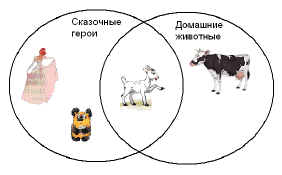 Сказочные
герои
Домашние
животные